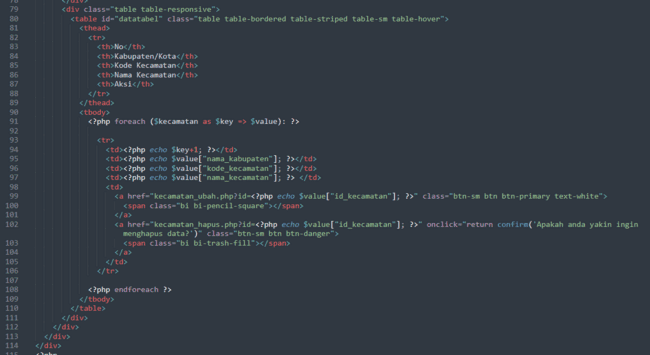 78 </div>
79 <div class="table table-responsive">
80 <table id="datatabel" class="table table-bordered table-striped table-sm table-hover">
81 <thead>
82 <tr>
83 <th>No</th>
84 <th>Kabupaten/Kota</th>
85 <th>Kode Kecamatan</th>
86 <th>Nama Kecamatan</th>
87 <th>Aksi</th>
88 </tr>
89 </thead>
90 <tbody>
91 <?php foreach ($kecamatan as $key => $value): ?>
92
93 <tr>
94 <td><?php echo $key+1; ?></td>
95 <td><?php echo $value["nama_kabupaten"]; ?></td>
96 <td><?php echo $value["kode_kecamatan"]; ?></td>
97 <td><?php echo $value["nama_kecamatan"]; ?> </td>
98 <td>
99 <a href="kecamatan_ubah.php?id=<?php echo $value["id_kecamatan"]; ?>" class="btn-sm btn btn-primary text-white">
100 <span class="bi bi-pencil-square"></span>
101 </a>
102 <a href="kecamatan_hapus.php?id=<?php echo $value["id_kecamatan"]; ?>" onclick="return confire('Apakah anda yakin ingin
menghapus data?')" class="btn-sm btn btn-danger">
103 <span class="bi bi-trash-fill"></span>
104 </a>
105 </td>
106 </tr>
107
108 <?php endforeach ?>
109 </tbody>
110 </table>
111 </div>
112 </div>
113 </div>
114 </div>
115 <?php